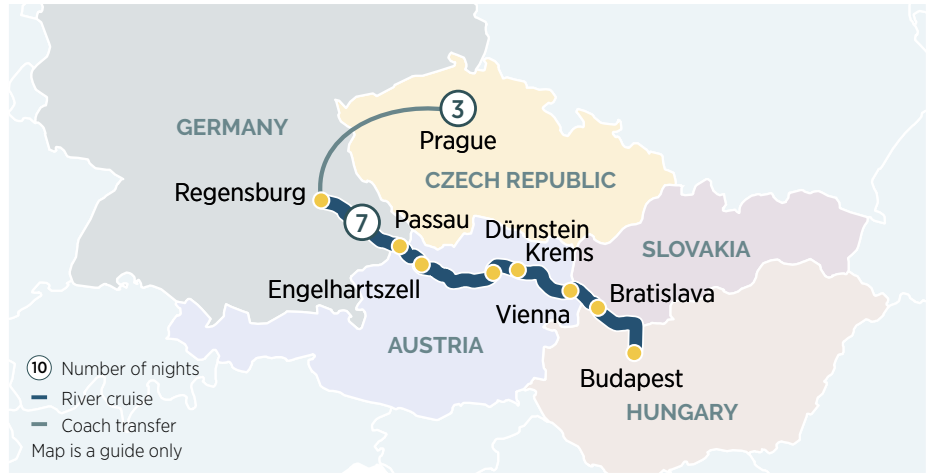 3
Prague
GERMANY
CZECH REPUBLIC
Regensburg
7
Passau
Dürnstein
Krems
SLOVAKIA
Engelhartszell
Vienna
Bratislava
AUSTRIA
Budapest
HUNGARY
10 Number of nights
River cruise
Coach transfer
Map is a guide only